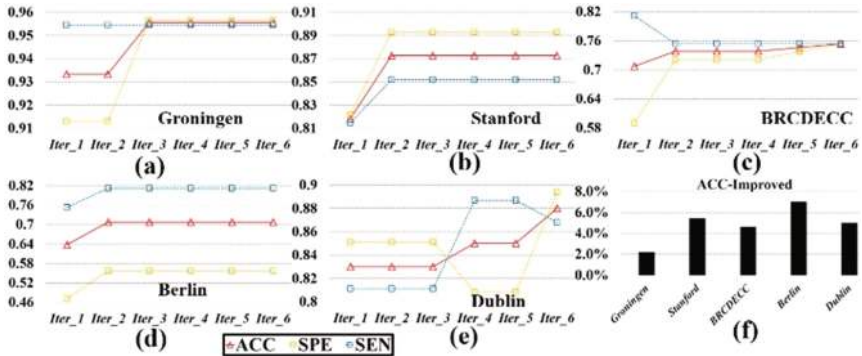 0.96
0.94
0.93
0.92
0.91
Groningen
Iter_1 Iter_2 Iter_3 Iter_4 Iter_5 Iter_6
(a)
0.91
0.89
0.87
0.85
0.83
0.81
Stanford
Iter_1 Iter_2 Iter_3 Iter_4 Iter_5 Iter_6
(b)
0.82
0.76
0.7
0.64
0.58
BRCDECC
Iter_1 Iter_2 Iter_3 Iter_4 Iter_5 Iter_6
(c)
0.82
0.76
0.7
0.64
0.58
0.52
0.46
Berlin
Iter_1 Iter_2 Iter_3 Iter_4 Iter_5 Iter_6
(d)
0.9
0.88
0.86
0.84
0.82
0.8
Dublin
Iter_1 Iter_2 Iter_3 Iter_4 Iter_5 Iter_6
(e)
ACC-Improved
8.0%
6.0%
4.0%
2.0%
0.0%
Groningen Stanford BRCDECC Berlin Dublin
(f)
ACC SPE SEN